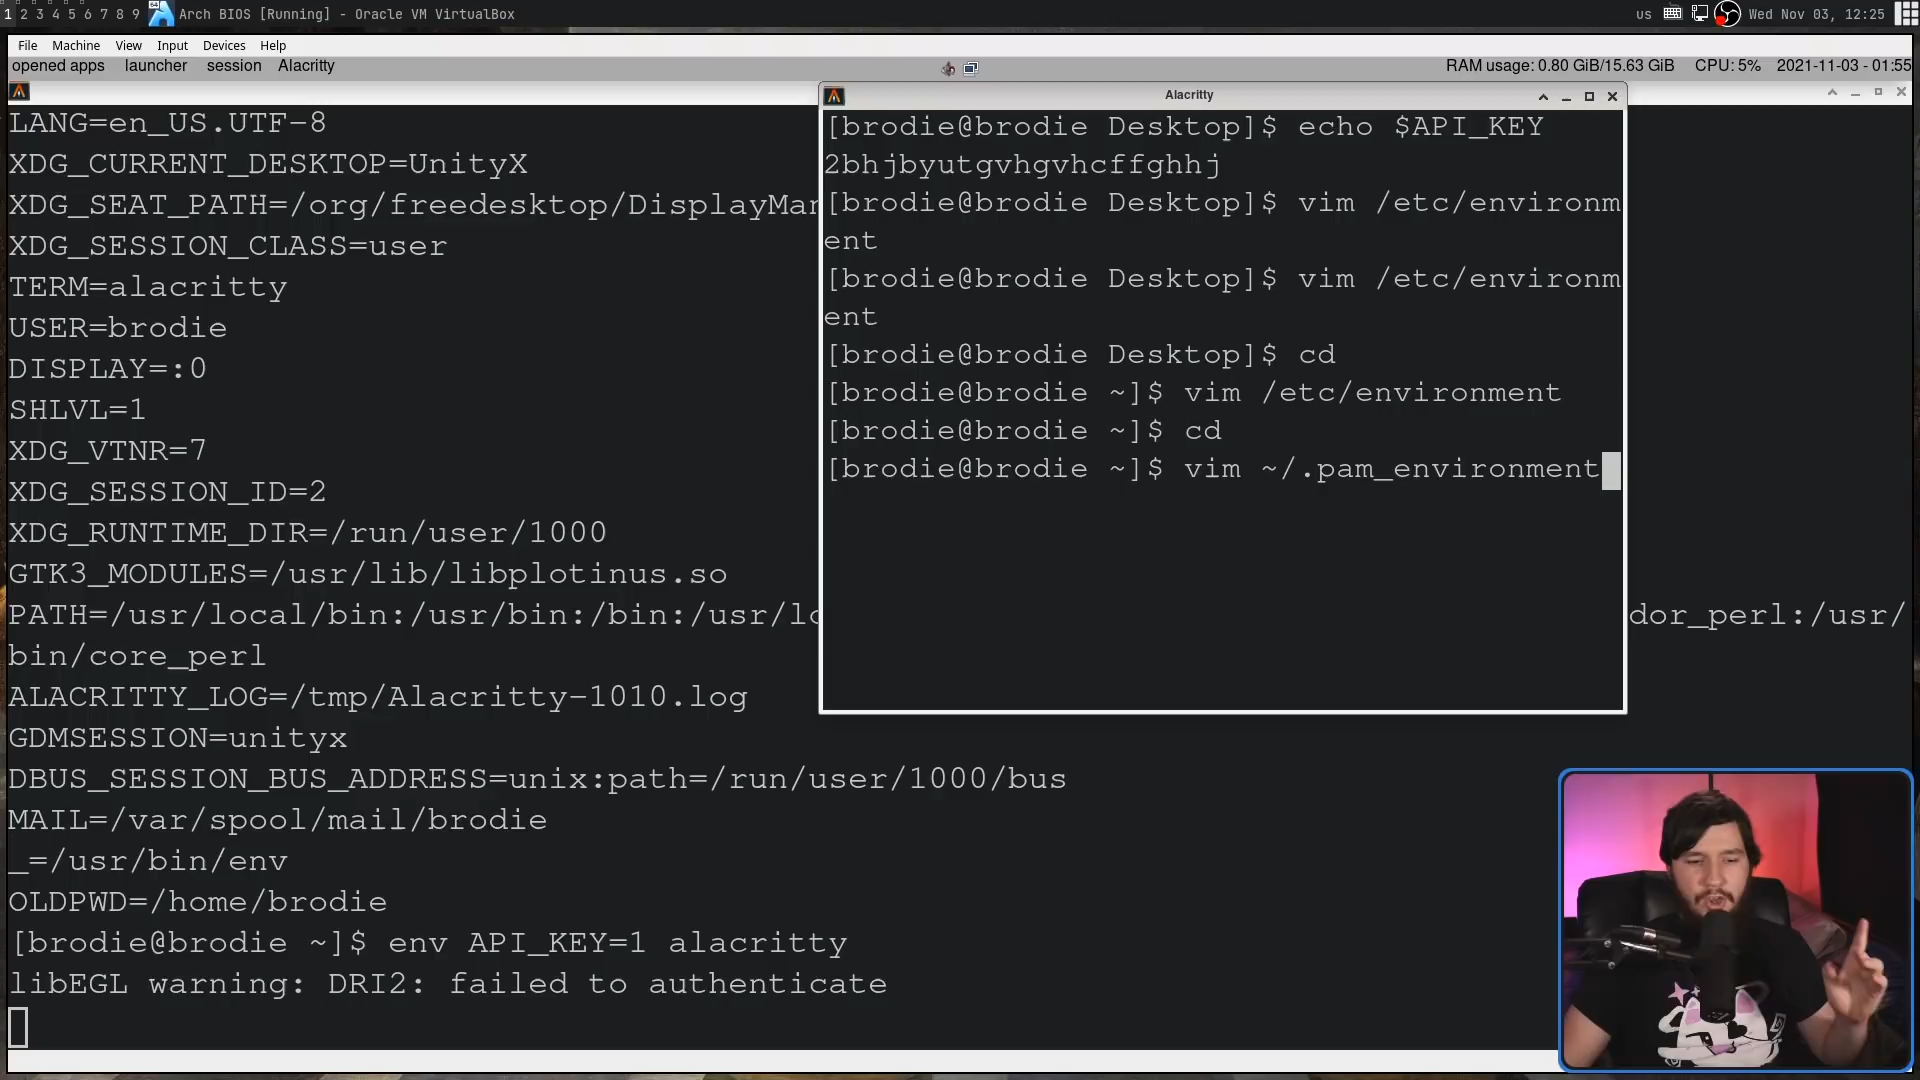 1 2 3 4 5 6 7 8 9 Arch BIOS [Running] - Oracle VM VirtualBox us Wed Nov 03, 12:25
File Machine View Input Devices Help
opened apps launcher session Alacritty RAM usage: 0.80 GiB/15.63 GiB CPU: 5% 2021-11-03 - 01:55
LANG=en_US.UTF-8
XDG_CURRENT_DESKTOP=UnityX
XDG_SEAT_PATH=/org/freedesktop/DisplayMan
XDG_SESSION_CLASS=user
TERM=alacritty
USER=brodie
DISPLAY=:0
SHLVL=1
XDG_VTNR=7
XDG_SESSION_ID=2
XDG_RUNTIME_DIR=/run/user/1000
GTK3_MODULES=/usr/lib/libplotinus.so
PATH=/usr/local/bin:/usr/bin:/bin:/usr/lo dor_perl:/usr/
bin/core_perl
ALACRITTY_LOG=/tmp/Alacritty-1010.log
GDMSESSION=unityx
DBUS_SESSION_BUS_ADDRESS=unix:path=/run/user/1000/bus
MAIL=/var/spool/mail/brodie
_=/usr/bin/env
OLDPWD=/home/brodie
[brodie@brodie ~]$ env API_KEY=1 alacritty
libEGL warning: DRI2: failed to authenticate
Alacritty
[brodie@brodie Desktop]$ echo $API_KEY
2bhjbyutgvhgvhcffghhj
[brodie@brodie Desktop]$ vim /etc/environm
ent
[brodie@brodie Desktop]$ vim /etc/environm
ent
[brodie@brodie Desktop]$ cd
[brodie@brodie ~]$ vim /etc/environment
[brodie@brodie ~]$ cd
[brodie@brodie ~]$ vim ~/.pam_environment